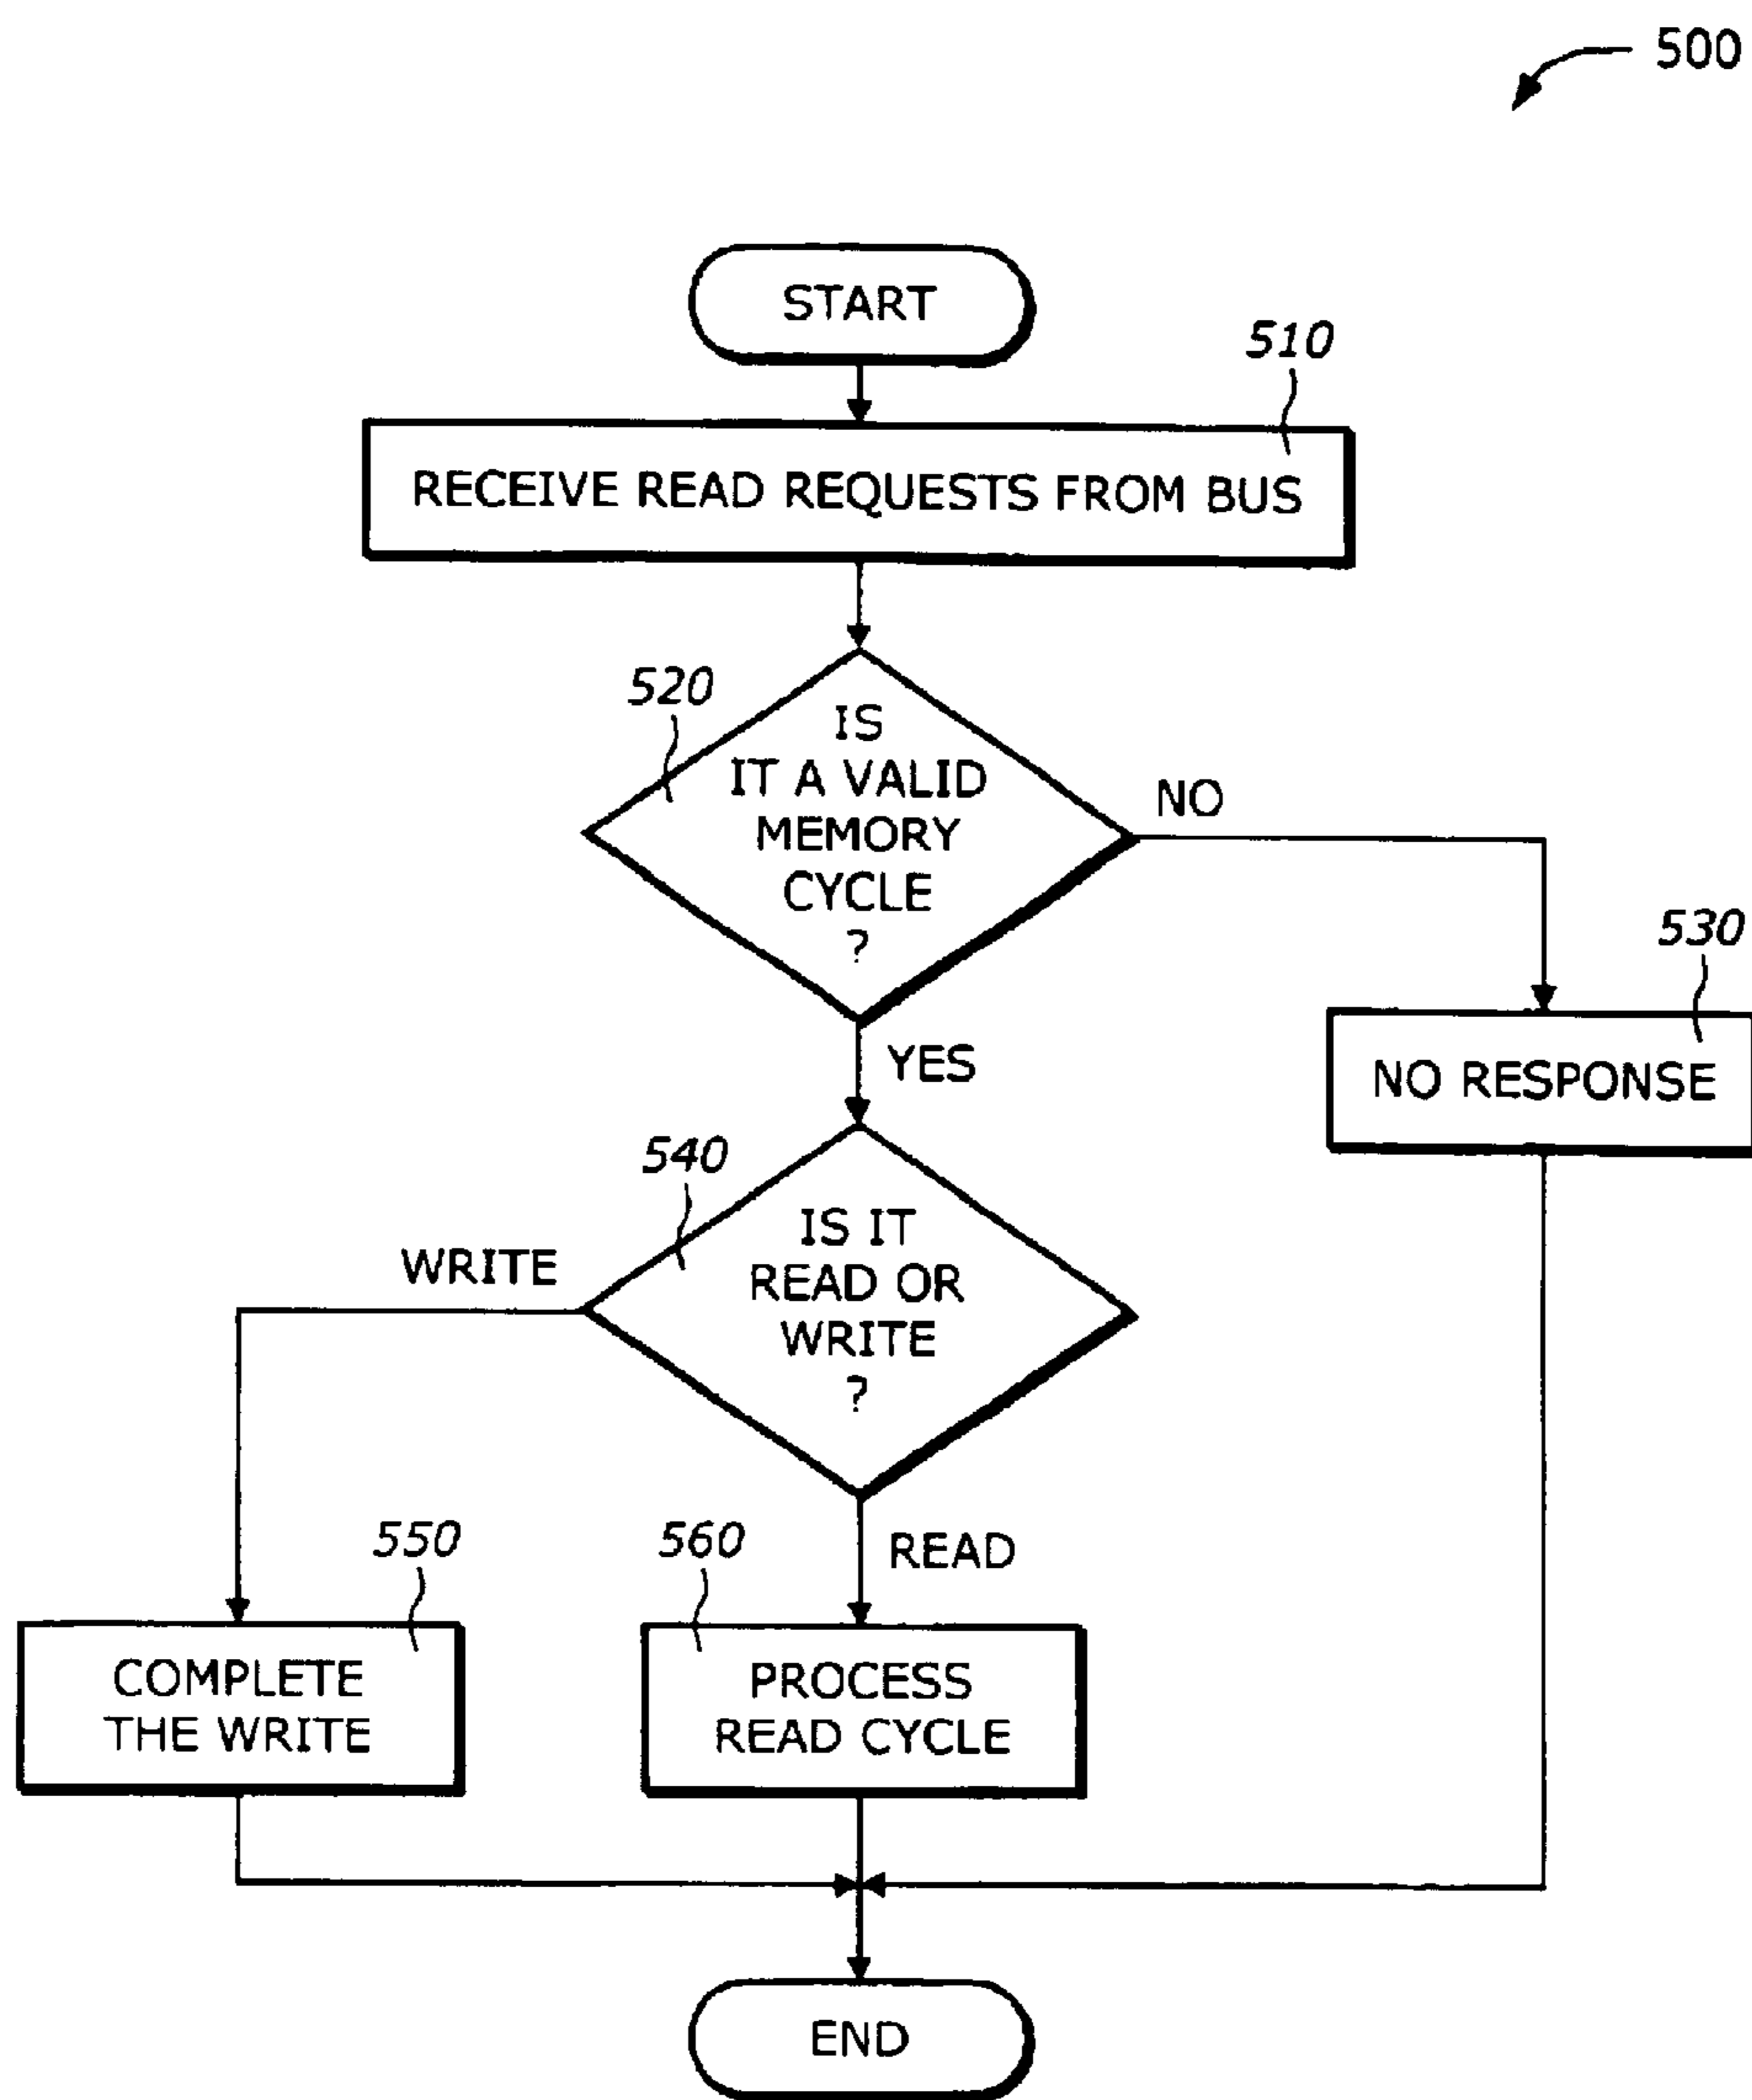 500
START
510
RECEIVE READ REQUESTS FROM BUS
520
IS
IT A VALID
MEMORY
CYCLE
?
NO
530
NO RESPONSE
YES
540
IS IT
READ OR
WRITE
?
WRITE
READ
550
COMPLETE
THE WRITE
560
PROCESS
READ CYCLE
END